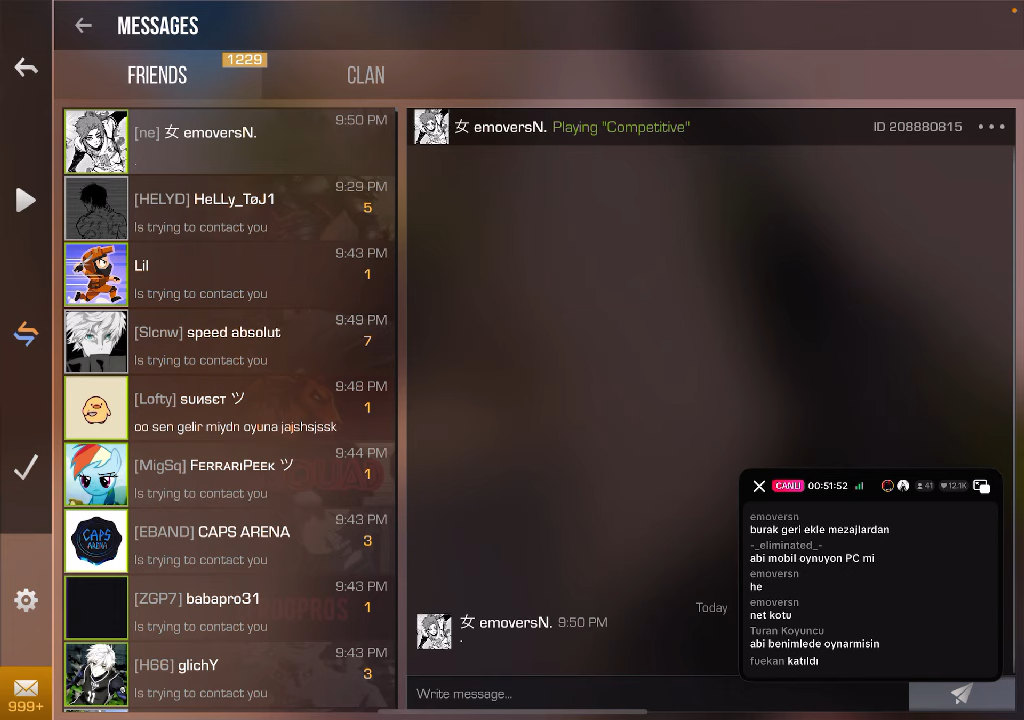 MESSAGES
FRIENDS
1229
CLAN
[ne] 女 emoversN.
9:50 PM
.
[HELYD] HeLLy_TøJ1
9:29 PM
5
Is trying to contact you
Lil
9:43 PM
1
Is trying to contact you
[Slcnw] speed absolut
9:49 PM
7
Is trying to contact you
[Lofty] sᴜиsᴇᴛ ツ
9:48 PM
1
oo sen gelir miydn oyuna jajshsjssk
[MigSq] FᴇʀʀᴀʀɪPᴇᴇᴋ ツ
9:44 PM
1
Is trying to contact you
CAPS
ARENA
[EBAND] CAPS ARENA
9:43 PM
3
Is trying to contact you
[ZGP7] babapro31
9:43 PM
1
Is trying to contact you
[H66] glichY
9:43 PM
3
Is trying to contact you
999+
女 emoversN. Playing "Competitive"
ID 208880815
Today
女 emoversN. 9:50 PM
.
Write message...
CANLI 00:51:52
41
12.1K
emoversn
burak geri ekle mezajlardan
-_eliminated_-
abi mobil oynuyon PC mi
emoversn
he
emoversn
net kotu
Turan Koyuncu
abi benimlede oynarmisin
fuekan katıldı